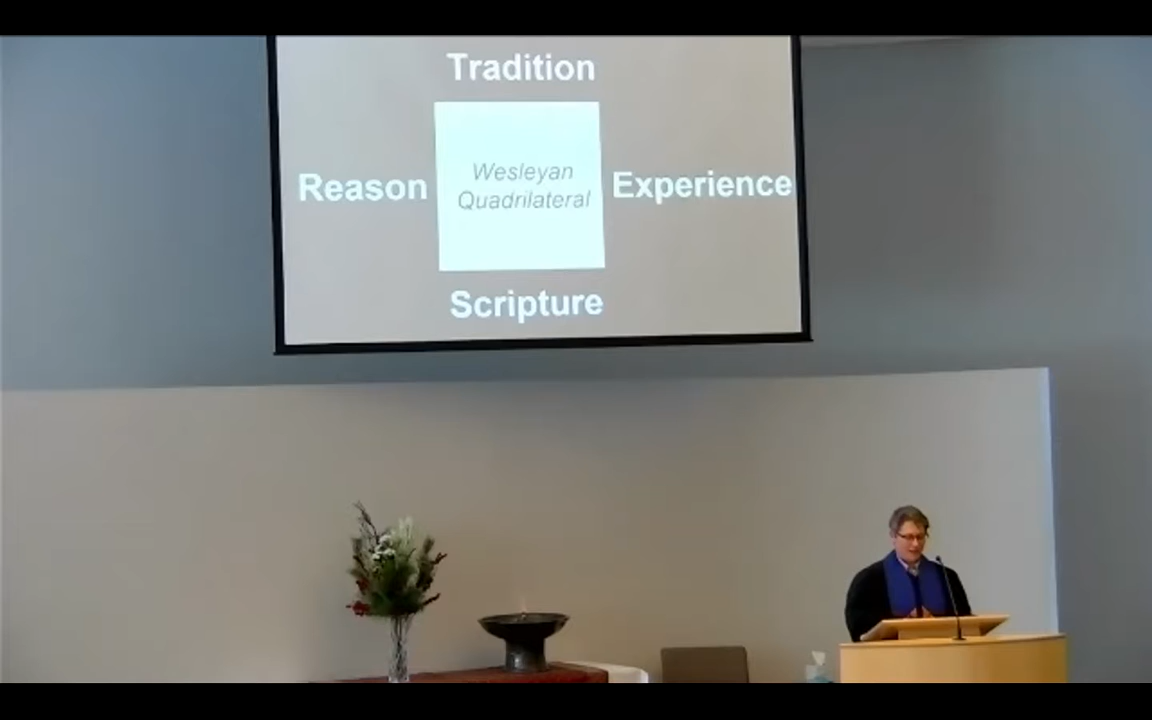 Tradition
Reason
Wesleyan
Quadrilateral
Experience
Scripture